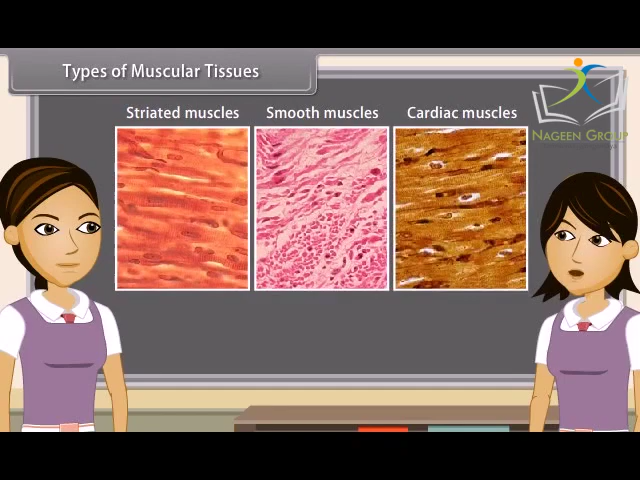 Types of Muscular Tissues
Striated muscles
Smooth muscles
Cardiac muscles
NAGEEN GROUP